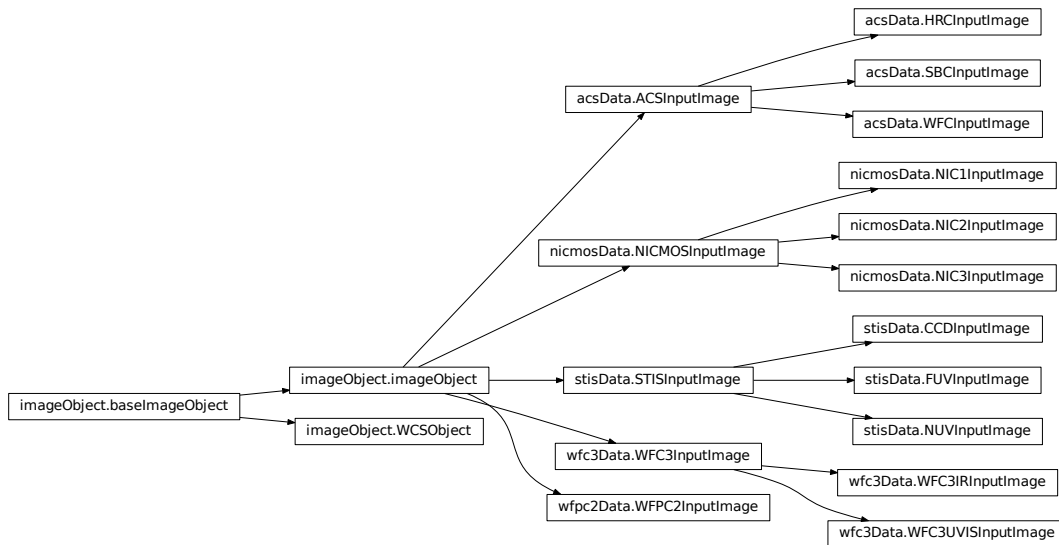 acsData.HRCInputImage
acsData.SBCInputImage
acsData.ACSInputImage
acsData.WFCInputImage
nicmosData.NIC1InputImage
nicmosData.NIC2InputImage
nicmosData.NICMOSInputImage
nicmosData.NIC3InputImage
stisData.CCDInputImage
imageObject.imageObject
stisData.STISInputImage
stisData.FUVInputImage
imageObject.baseImageObject
imageObject.WCSObject
stisData.NUVInputImage
wfc3Data.WFC3InputImage
wfc3Data.WFC3IRInputImage
wfpc2Data.WFPC2InputImage
wfc3Data.WFC3UVISInputImage